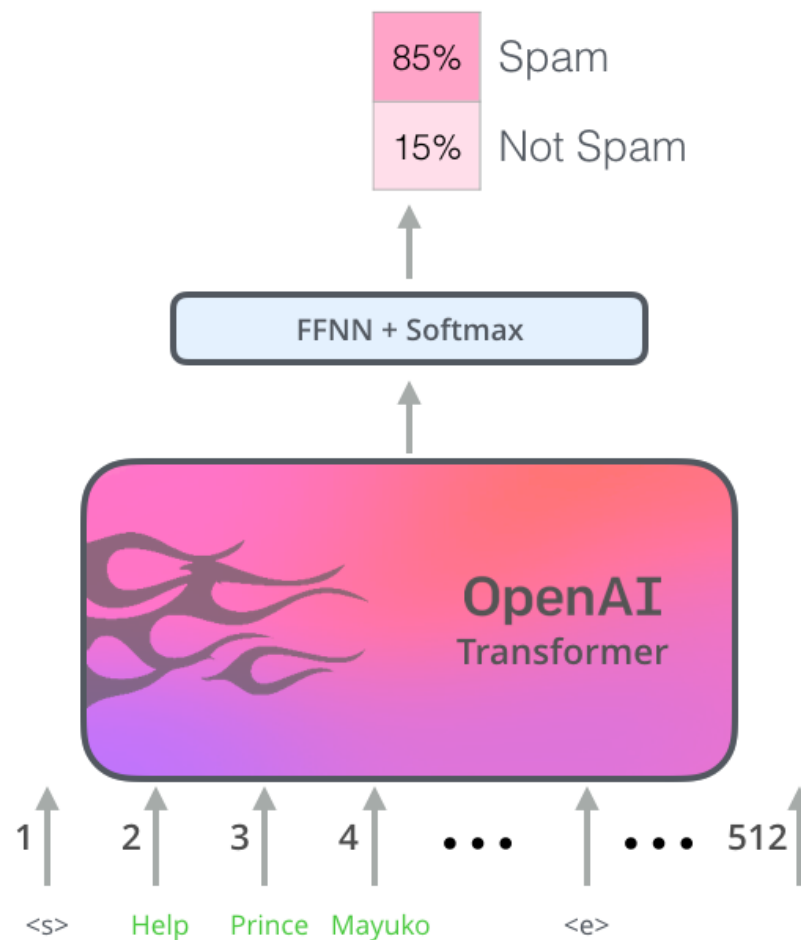 85% Spam
15% Not Spam
FFNN + Softmax
OpenAI
Transformer
1 2 3 4 ... ... 512
<s> Help Prince Mayuko <e>